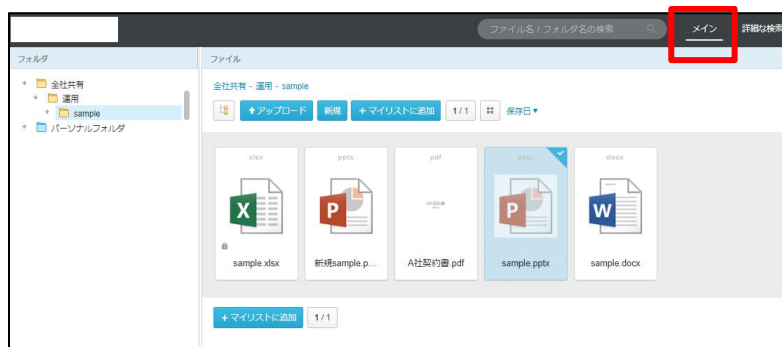 ファイル名 / フォルダ名の検索
メイン
詳細な検索
フォルダ
ファイル
全社共有
運用
sample
パーソナルフォルダ
全社共有 - 運用 - sample
アップロード
新規
+ マイリストに追加
1 / 1
保存日▼
xlsx
pptx
pdf
pptx
docx
X
P
P
W
sample.xlsx
新規sample.p...
A社契約書.pdf
sample.pptx
sample.docx
+ マイリストに追加
1 / 1